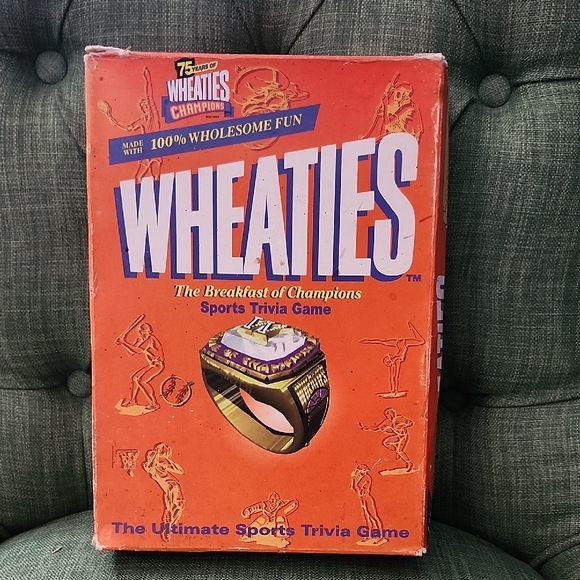 75 YEARS OF
WHEATIES
CHAMPIONS
MADE WITH 100% WHOLESOME FUN
WHEATIES™
The Breakfast of Champions
Sports Trivia Game
WHEATIES
The Ultimate Sports Trivia Game